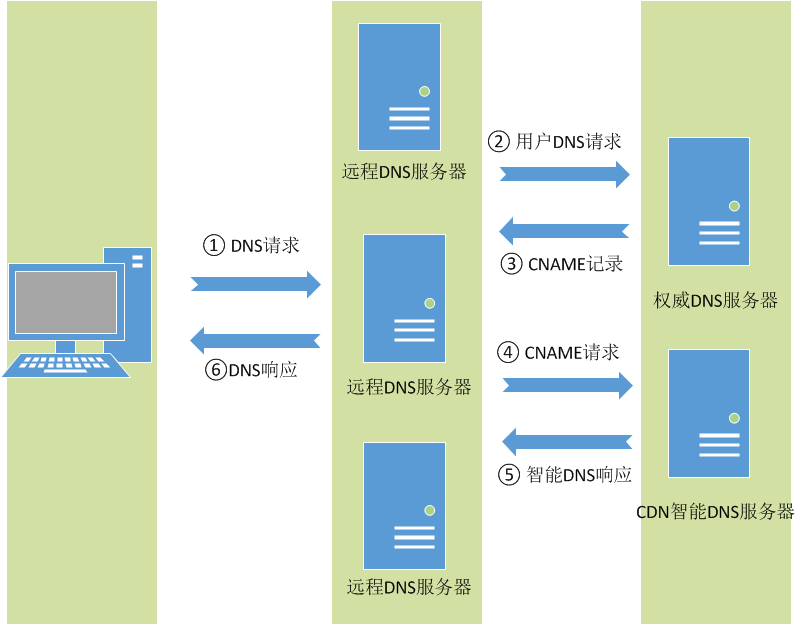 远程DNS服务器
② 用户DNS请求
① DNS请求
③ CNAME记录
权威DNS服务器
④ CNAME请求
⑥DNS响应
远程DNS服务器
⑤ 智能DNS响应
CDN智能DNS服务器
远程DNS服务器